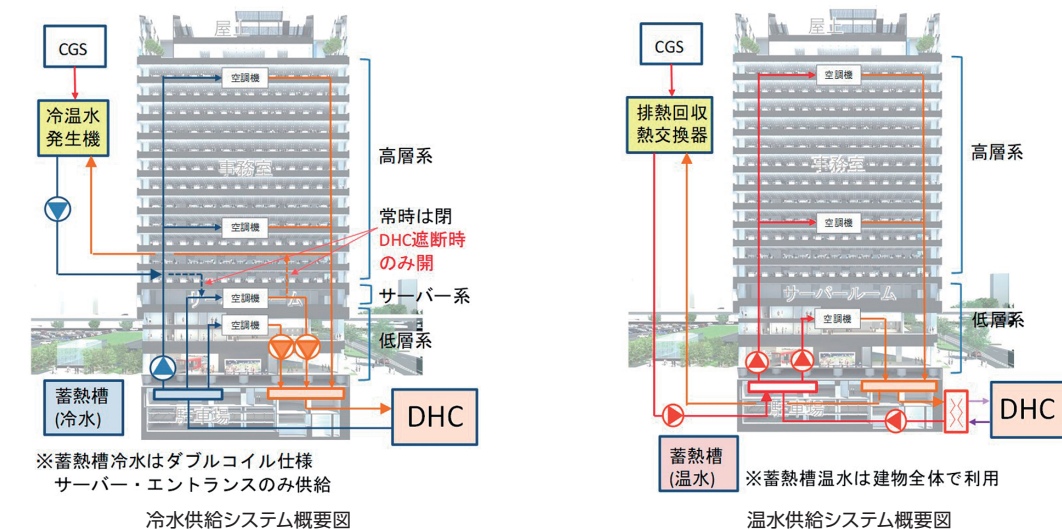 屋上
CGS
空調機
冷温水
発生機
高層系
事務室
常時は閉
DHC遮断時
のみ開
空調機
サーバー系
空調機
ム
空調機
低層系
蓄熱槽
(冷水)
駐車場
DHC
※蓄熱槽冷水はダブルコイル仕様
サーバー・エントランスのみ供給
冷水供給システム概要図
屋上
CGS
空調機
排熱回収
熱交換器
高層系
事務室
空調機
サーバールーム
空調機
低層系
駐車場
DHC
蓄熱槽
(温水)
※蓄熱槽温水は建物全体で利用
温水供給システム概要図